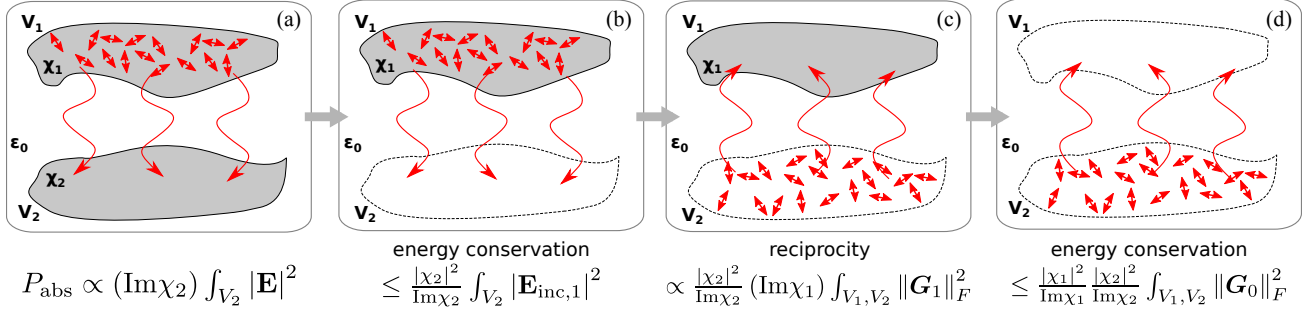 (a)
V₁
χ₁
ε₀
χ₂
V₂
(b)
V₁
χ₁
ε₀
V₂
(c)
V₁
χ₁
ε₀
V₂
(d)
V₁
V₂
energy conservation
reciprocity
energy conservation
P_abs ∝ (Imχ₂) ∫_{V₂} |E|²
≤ |χ₂|²/Imχ₂ ∫_{V₂} |E_{inc,1}|²
∝ |χ₂|²/Imχ₂ (Imχ₁) ∫_{V₁,V₂} ‖G₁‖²_F
≤ |χ₁|²/Imχ₁ |χ₂|²/Imχ₂ ∫_{V₁,V₂} ‖G₀‖²_F